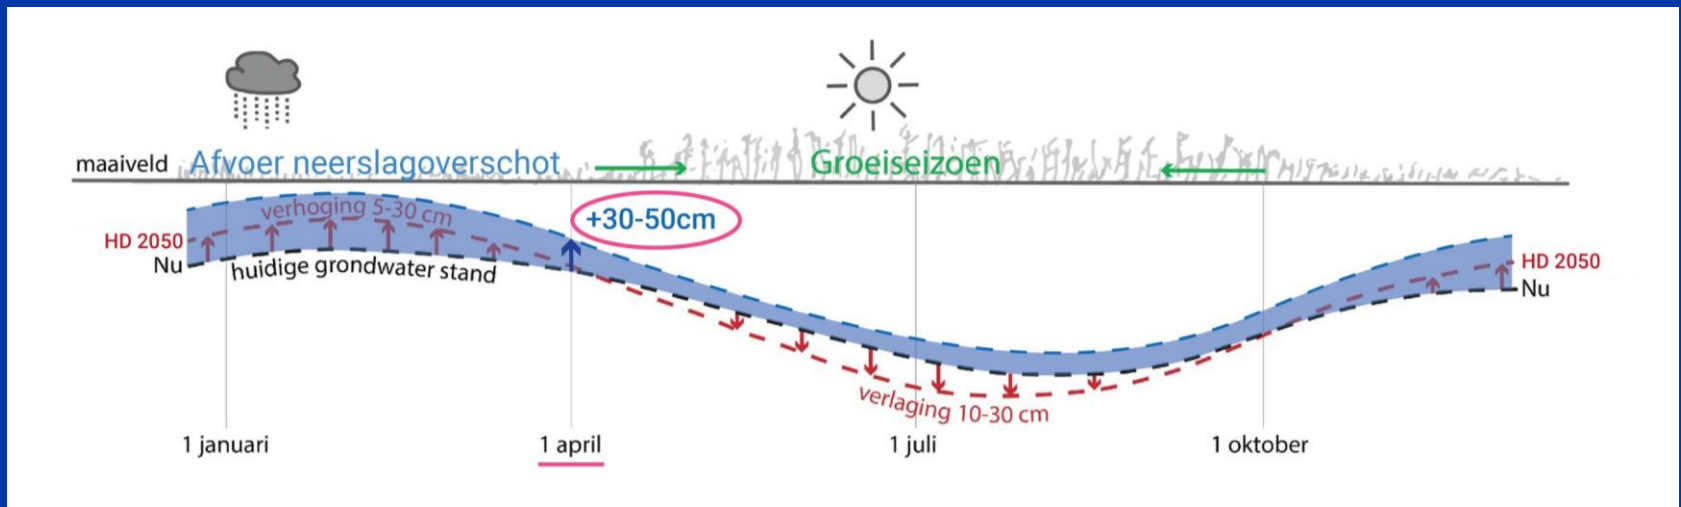 maaiveld
Afvoer neerslagoverschot
Groeiseizoen
verhoging 5-30 cm
+30-50cm
HD 2050
Nu
huidige grondwater stand
HD 2050
Nu
verlaging 10-30 cm
1 januari
1 april
1 juli
1 oktober